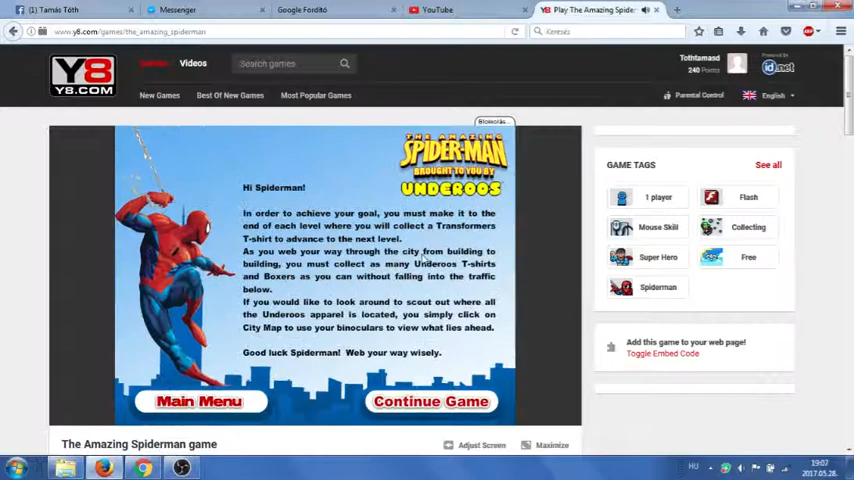 (1) Tamás Tóth
Messenger
Google Fordító
YouTube
Play The Amazing Spide
www.y8.com/games/the_amazing_spiderman
Keresés
Y8
Y8.COM
Games
Videos
Search games
Tothtamasd
240 Points
Powered by
id.net
New Games
Best Of New Games
Most Popular Games
Parental Control
English
Blokkolás...
THE AMAZING
SPIDER-MAN
BROUGHT TO YOU BY
UNDEROOS
Hi Spiderman!
In order to achieve your goal, you must make it to the
end of each level where you will collect a Transformers
T-shirt to advance to the next level.
As you web your way through the city from building to
building, you must collect as many Underoos T-shirts
and Boxers as you can without falling into the traffic
below.
If you would like to look around to scout out where all
the Underoos apparel is located, you simply click on
City Map to use your binoculars to view what lies ahead.
Good luck Spiderman! Web your way wisely.
Main Menu
Continue Game
GAME TAGS
See all
1 player
Flash
Mouse Skill
Collecting
Super Hero
Free
Spiderman
Add this game to your web page!
Toggle Embed Code
The Amazing Spiderman game
Adjust Screen
Maximize
HU
19:07
2017.05.28.